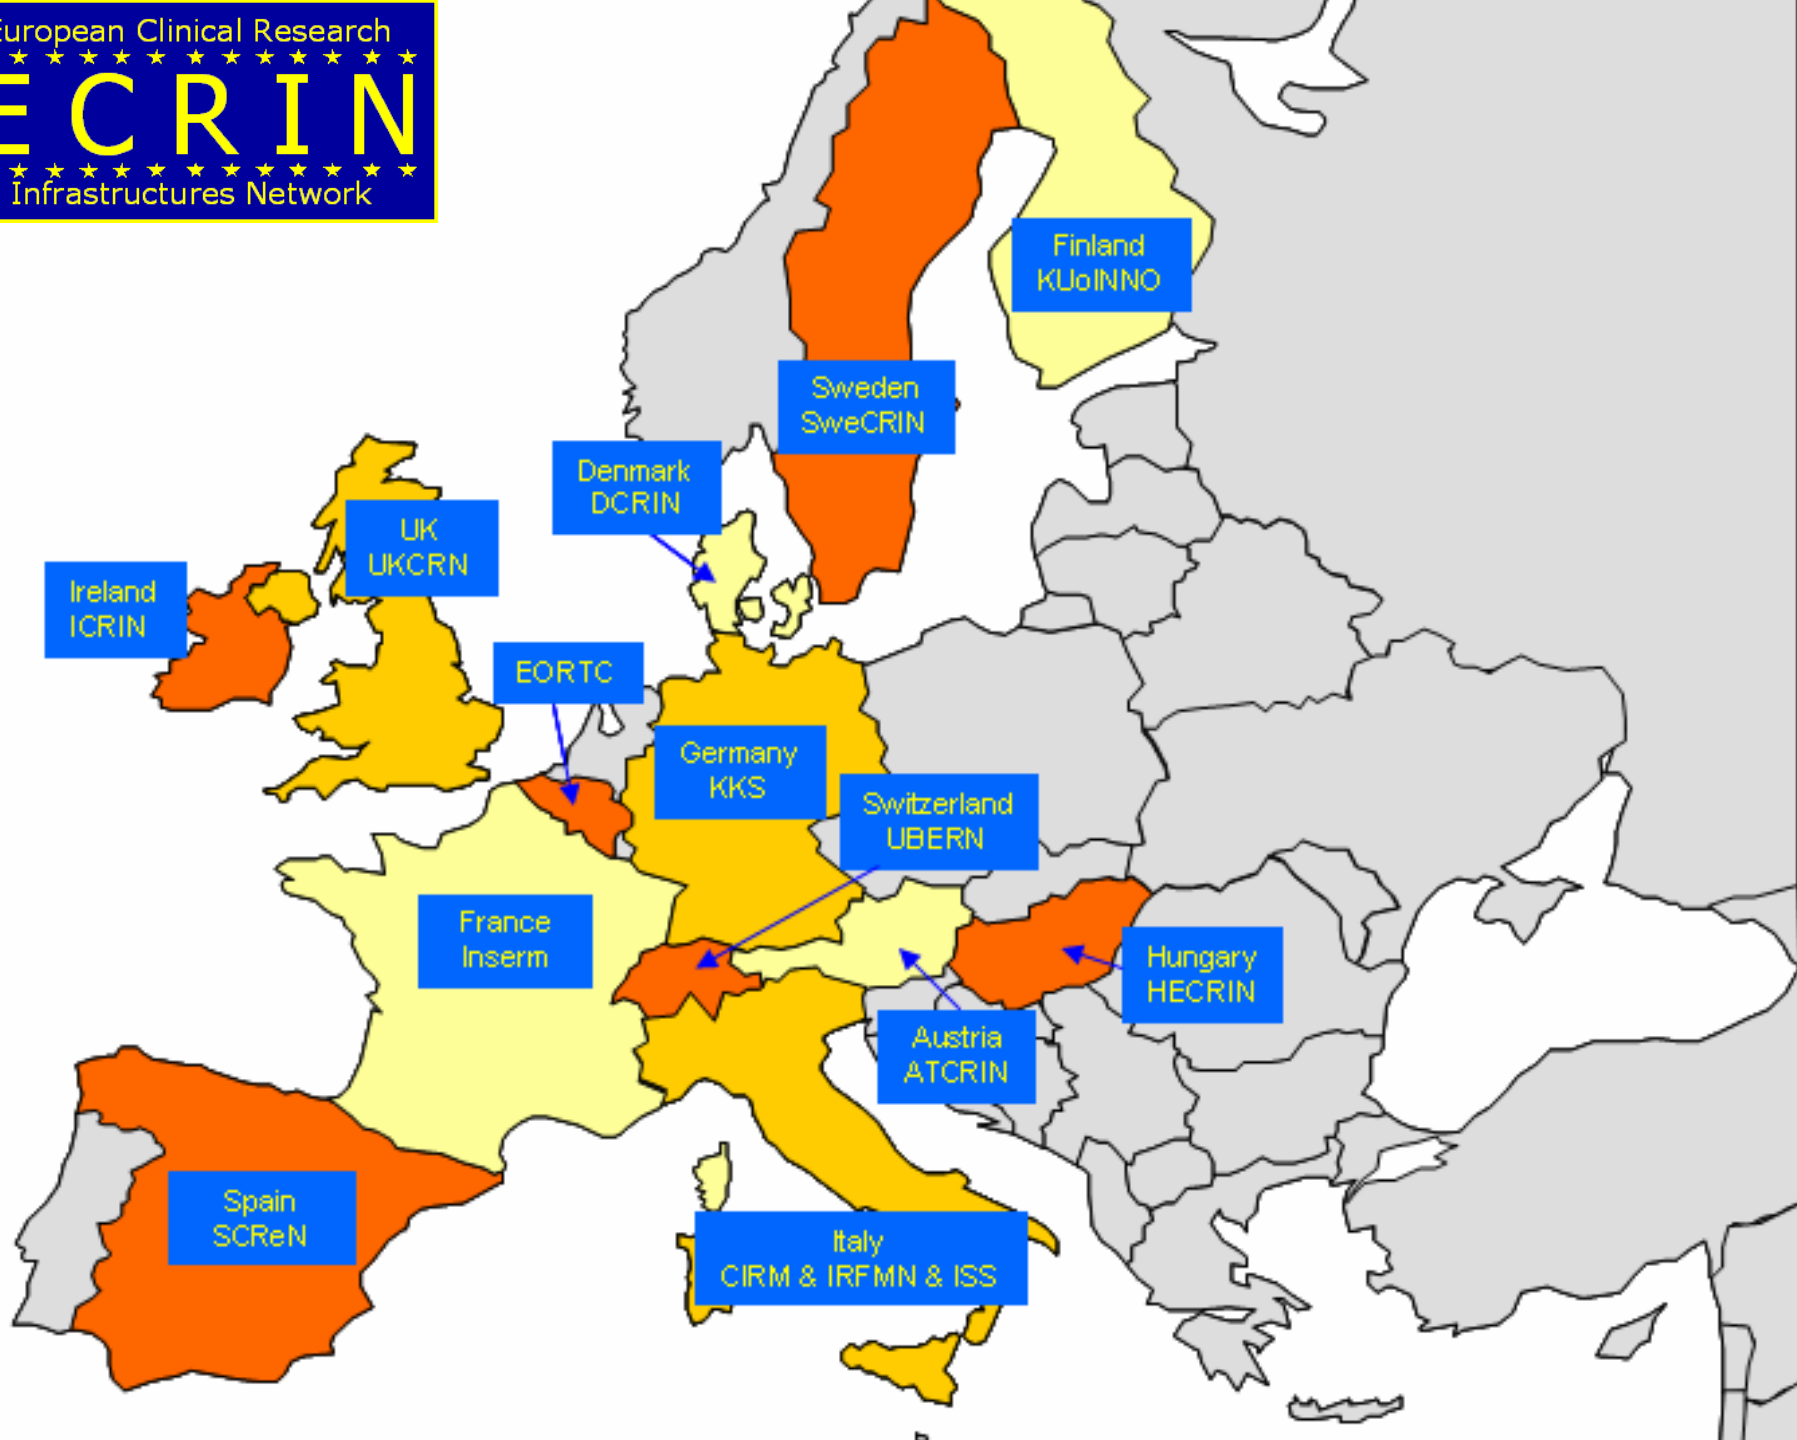 European Clinical Research
ECRIN
Infrastructures Network
Finland
KUoINNO
Sweden
SweCRIN
Denmark
DCRIN
UK
UKCRN
Ireland
ICRIN
EORTC
Germany
KKS
Switzerland
UBERN
France
Inserm
Hungary
HECRIN
Austria
ATCRIN
Spain
SCReN
Italy
CIRM & IRFMN & ISS